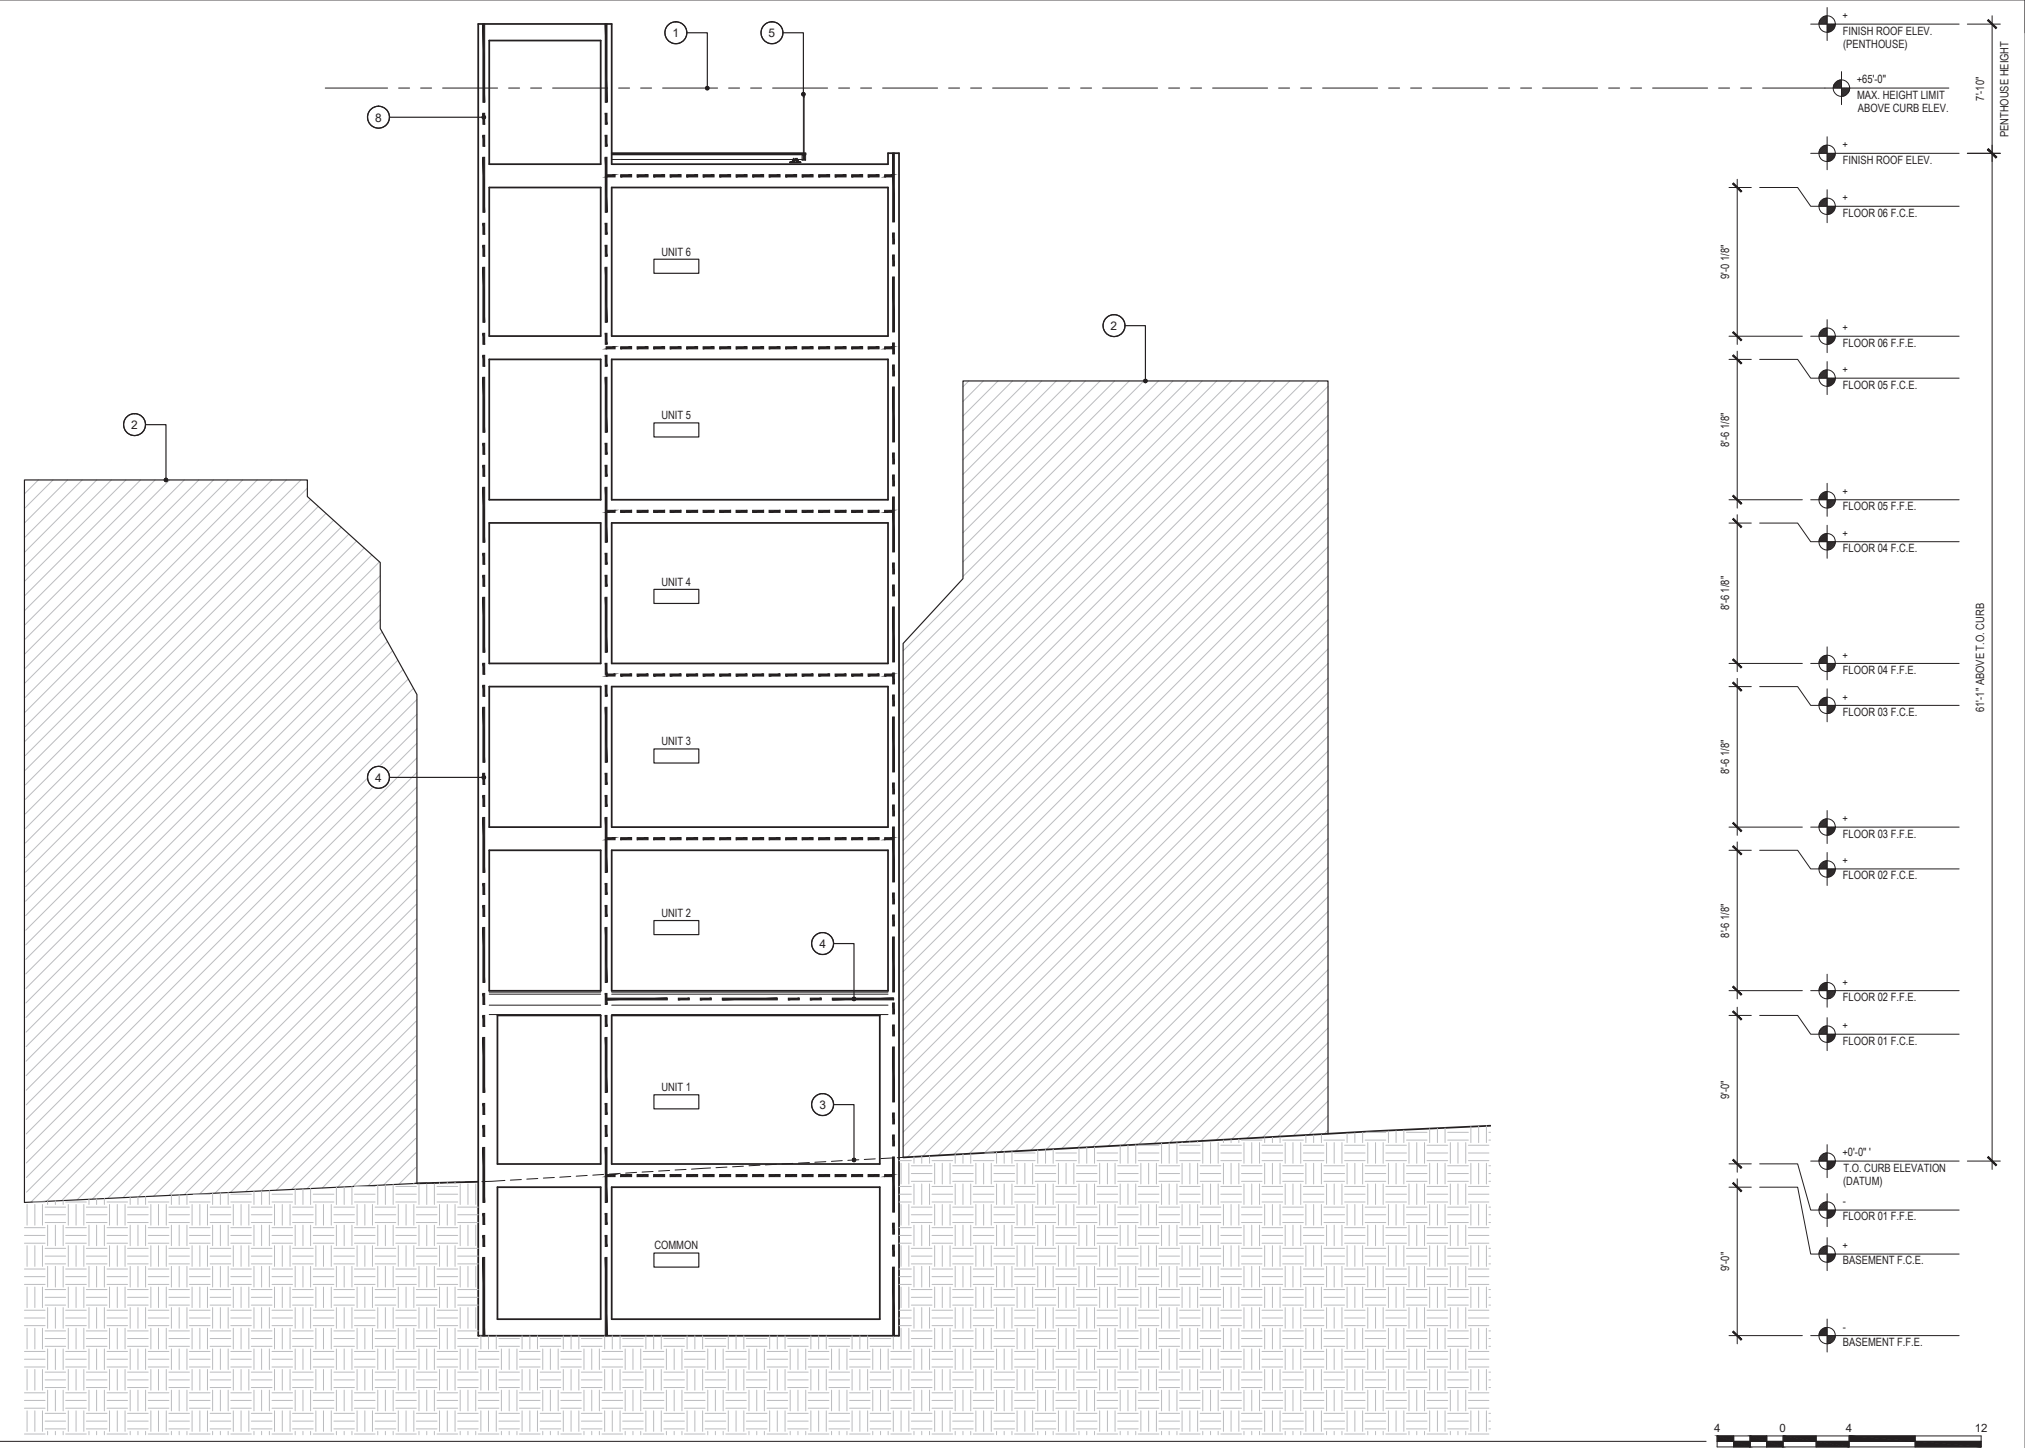 1
5
8
UNIT 6
2
UNIT 5
2
UNIT 4
UNIT 3
4
UNIT 2
4
UNIT 1
3
COMMON
+
FINISH ROOF ELEV.
(PENTHOUSE)
+65'-0"
MAX. HEIGHT LIMIT
ABOVE CURB ELEV.
+
FINISH ROOF ELEV.
+
FLOOR 06 F.C.E.
+
FLOOR 06 F.F.E.
+
FLOOR 05 F.C.E.
+
FLOOR 05 F.F.E.
+
FLOOR 04 F.C.E.
+
FLOOR 04 F.F.E.
+
FLOOR 03 F.C.E.
+
FLOOR 03 F.F.E.
+
FLOOR 02 F.C.E.
+
FLOOR 02 F.F.E.
+
FLOOR 01 F.C.E.
+0'-0" '
T.O. CURB ELEVATION
(DATUM)
-
FLOOR 01 F.F.E.
+
BASEMENT F.C.E.
-
BASEMENT F.F.E.
9'-0 1/8"
8'-6 1/8"
8'-6 1/8"
8'-6 1/8"
8'-6 1/8"
9'-0"
9'-0"
7'-10"
PENTHOUSE HEIGHT
61'-1" ABOVE T.O. CURB
4 0 4 12